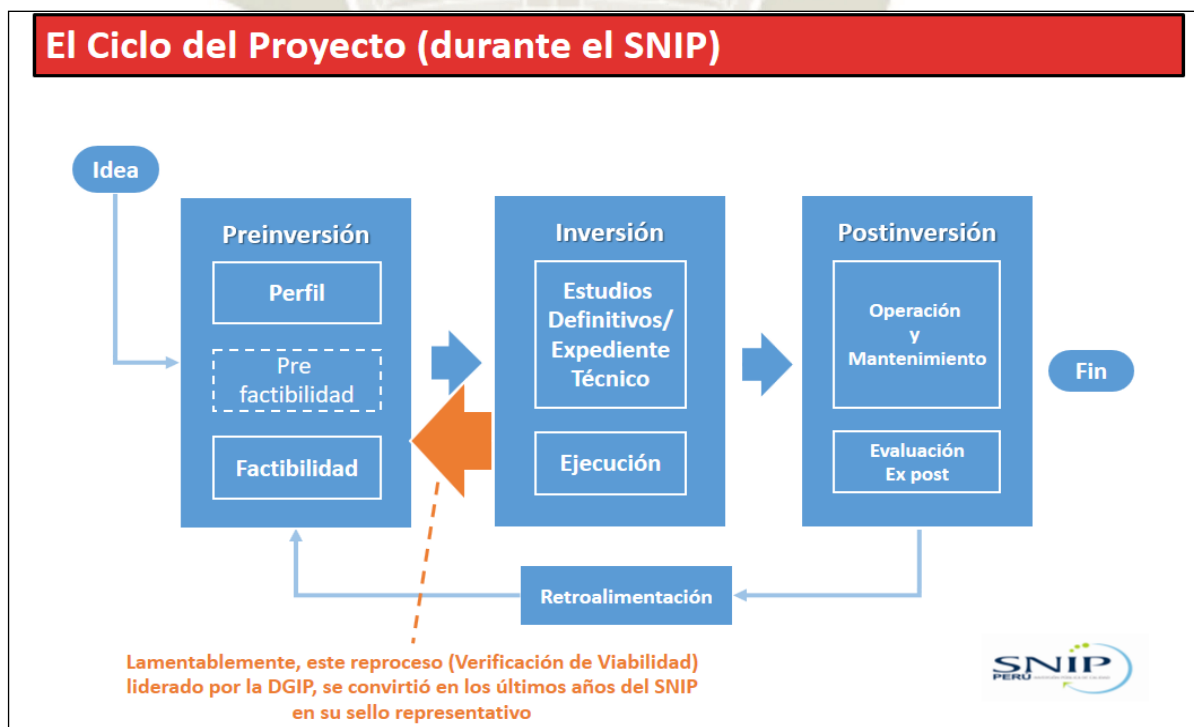 El Ciclo del Proyecto (durante el SNIP)
Idea
Preinversión
Perfil
Pre
factibilidad
Factibilidad
Inversión
Estudios
Definitivos/
Expediente
Técnico
Ejecución
Postinversión
Operación
y
Mantenimiento
Evaluación
Ex post
Fin
Retroalimentación
Lamentablemente, este reproceso (Verificación de Viabilidad)
liderado por la DGIP, se convirtió en los últimos años del SNIP
en su sello representativo
SNIP
PERÚ